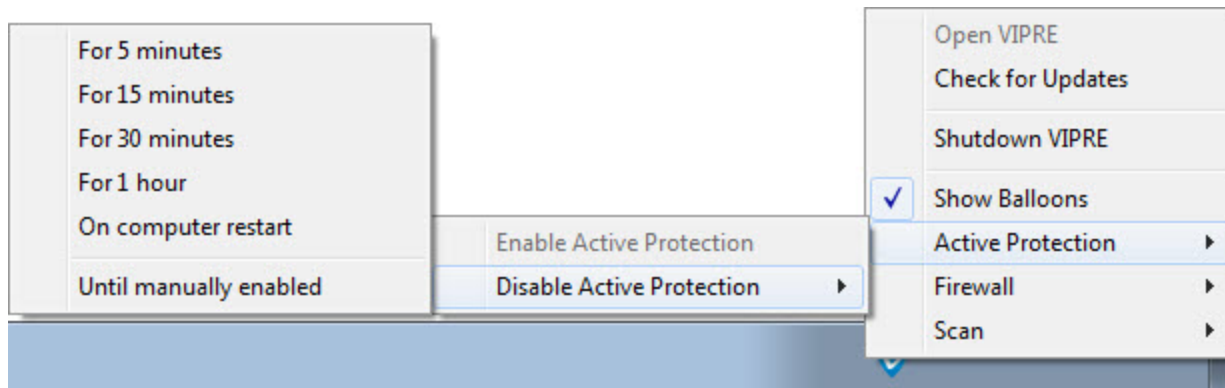 For 5 minutes
For 15 minutes
For 30 minutes
For 1 hour
On computer restart
Until manually enabled
Enable Active Protection
Disable Active Protection
Open VIPRE
Check for Updates
Shutdown VIPRE
Show Balloons
Active Protection
Firewall
Scan